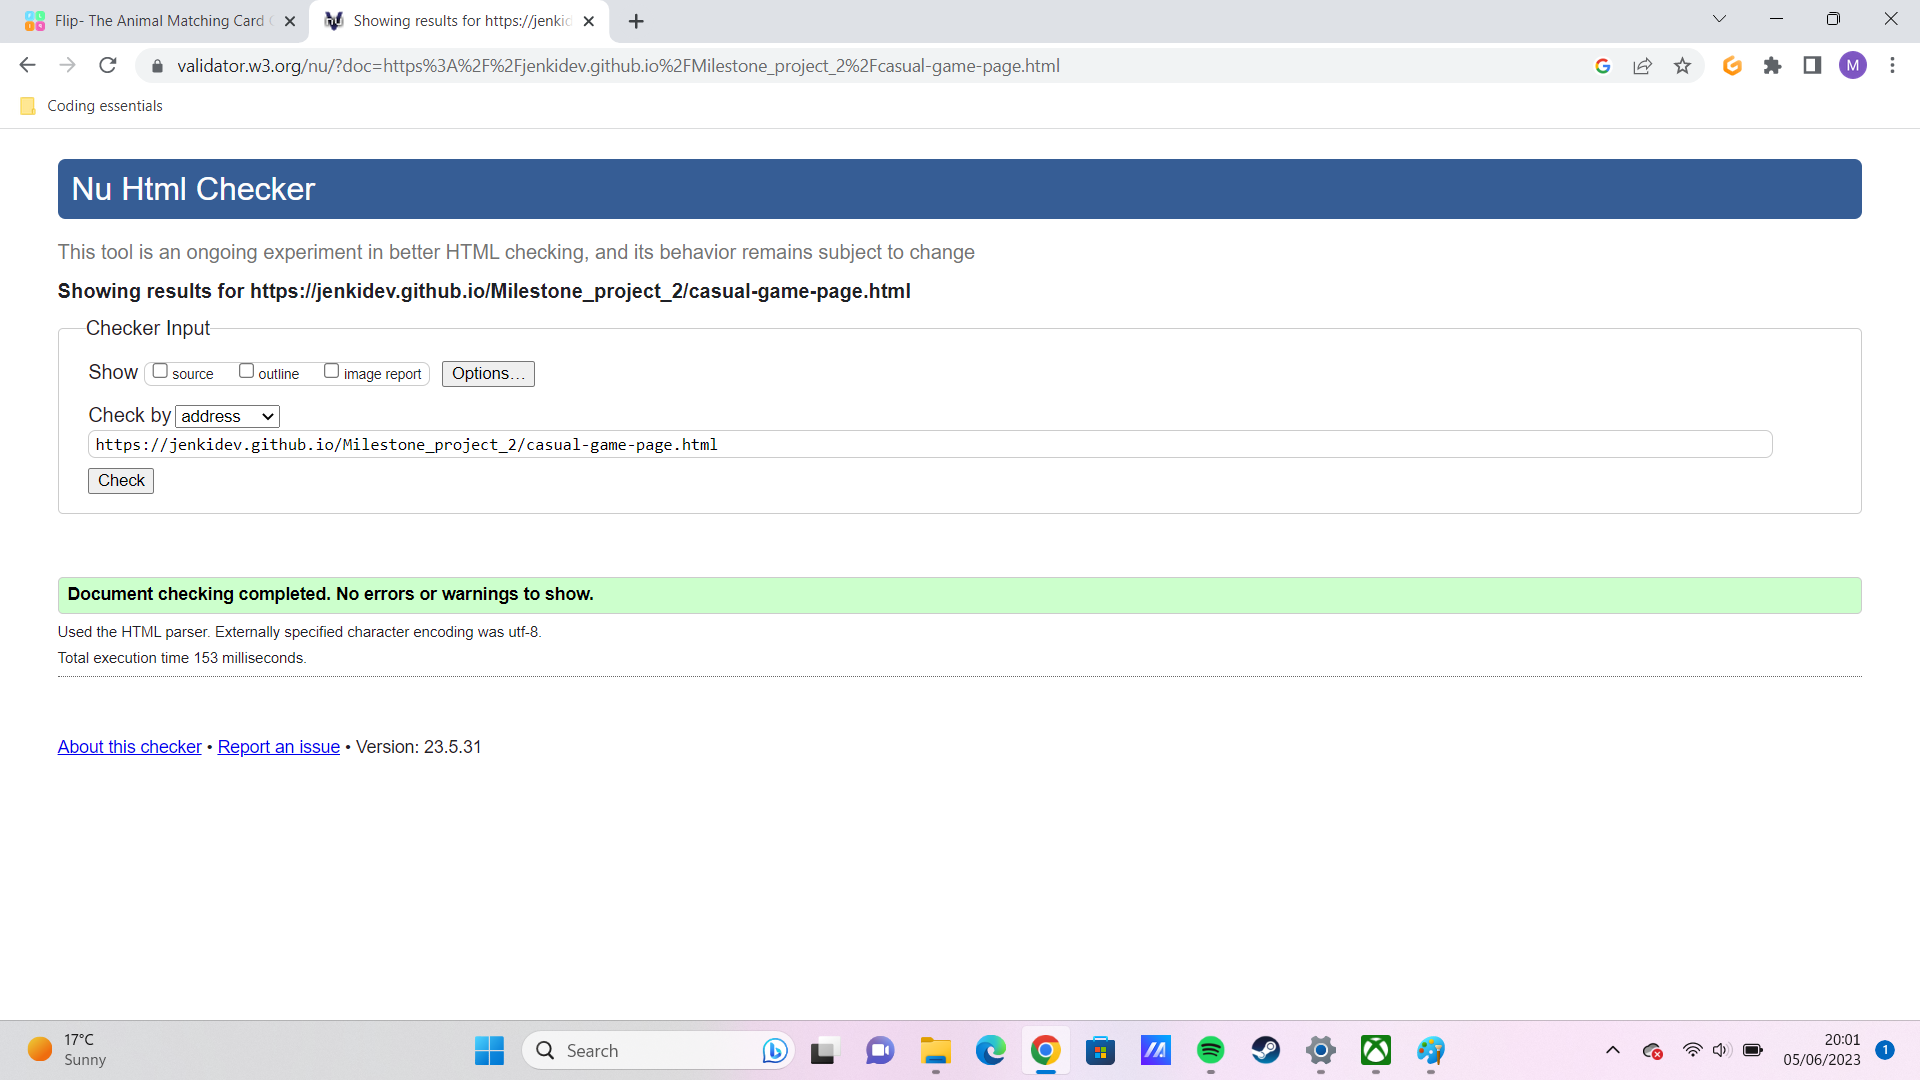 Flip- The Animal Matching Card
Showing results for https://jenkid
validator.w3.org/nu/?doc=https%3A%2F%2Fjenkidev.github.io%2FMilestone_project_2%2Fcasual-game-page.html
M
Coding essentials
Nu Html Checker
This tool is an ongoing experiment in better HTML checking, and its behavior remains subject to change
Showing results for https://jenkidev.github.io/Milestone_project_2/casual-game-page.html
Checker Input
Show source outline image report Options...
Check by address
https://jenkidev.github.io/Milestone_project_2/casual-game-page.html
Check
Document checking completed. No errors or warnings to show.
Used the HTML parser. Externally specified character encoding was utf-8.
Total execution time 153 milliseconds.
About this checker • Report an issue • Version: 23.5.31
17°C
Sunny
Search
20:01
05/06/2023
1